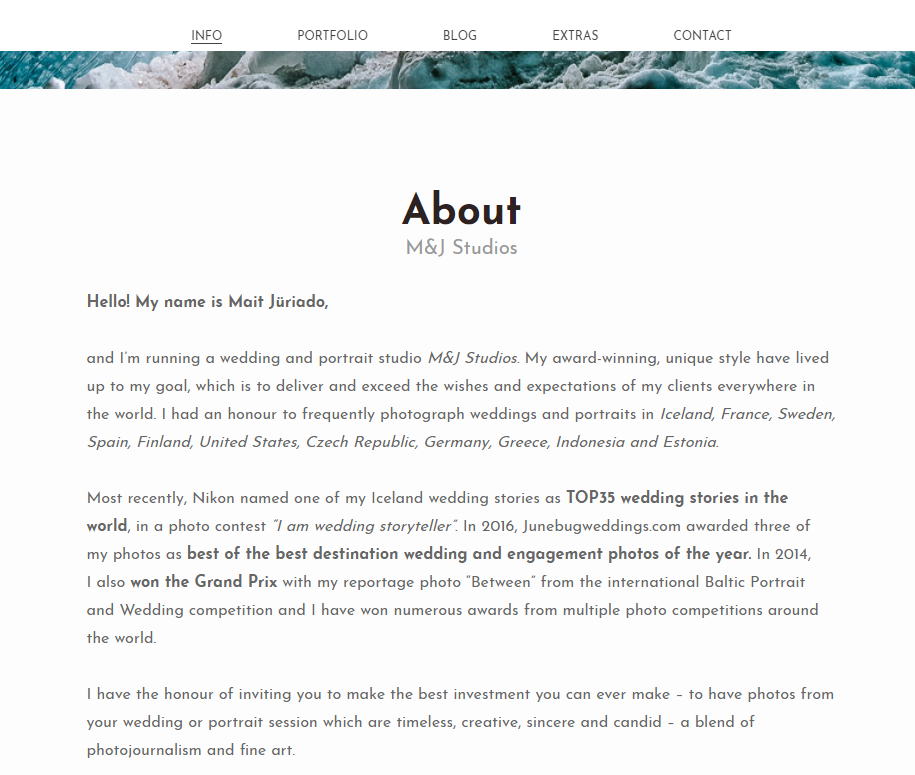 INFO PORTFOLIO BLOG EXTRAS CONTACT
About
M&J Studios
Hello! My name is Mait Jüriado,
and I'm running a wedding and portrait studio M&J Studios. My award-winning, unique style have lived
up to my goal, which is to deliver and exceed the wishes and expectations of my clients everywhere in
the world. I had an honour to frequently photograph weddings and portraits in Iceland, France, Sweden,
Spain, Finland, United States, Czech Republic, Germany, Greece, Indonesia and Estonia.
Most recently, Nikon named one of my Iceland wedding stories as TOP35 wedding stories in the
world, in a photo contest “I am wedding storyteller”. In 2016, Junebugweddings.com awarded three of
my photos as best of the best destination wedding and engagement photos of the year. In 2014,
I also won the Grand Prix with my reportage photo “Between” from the international Baltic Portrait
and Wedding competition and I have won numerous awards from multiple photo competitions around
the world.
I have the honour of inviting you to make the best investment you can ever make – to have photos from
your wedding or portrait session which are timeless, creative, sincere and candid – a blend of
photojournalism and fine art.